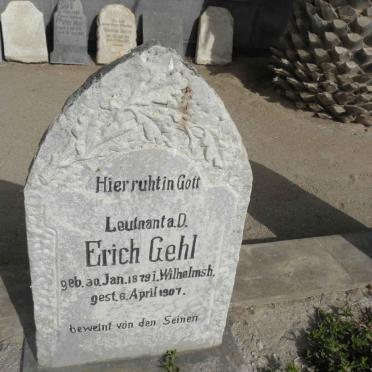 Hier ruht in Gott
Leutnant a.D.
Erich Gehl
geb. 30. Jan. 1879 i. Wilhelmsh.
gest. 6. April 1907.
beweint von den Seinen